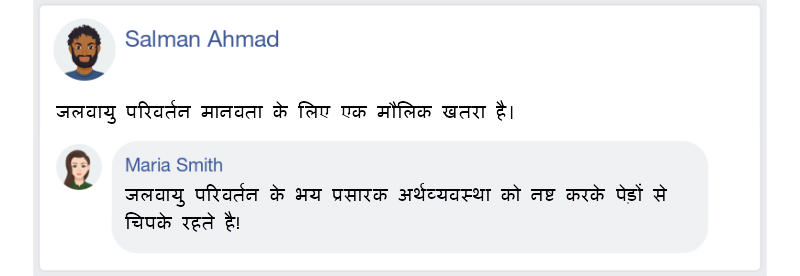 Salman Ahmad
जलवायु परिवर्तन मानवता के लिए एक मौलिक खतरा है।
Maria Smith
जलवायु परिवर्तन के भय प्रसारक अर्थव्यवस्था को नष्ट करके पेड़ों से
चिपके रहते है!